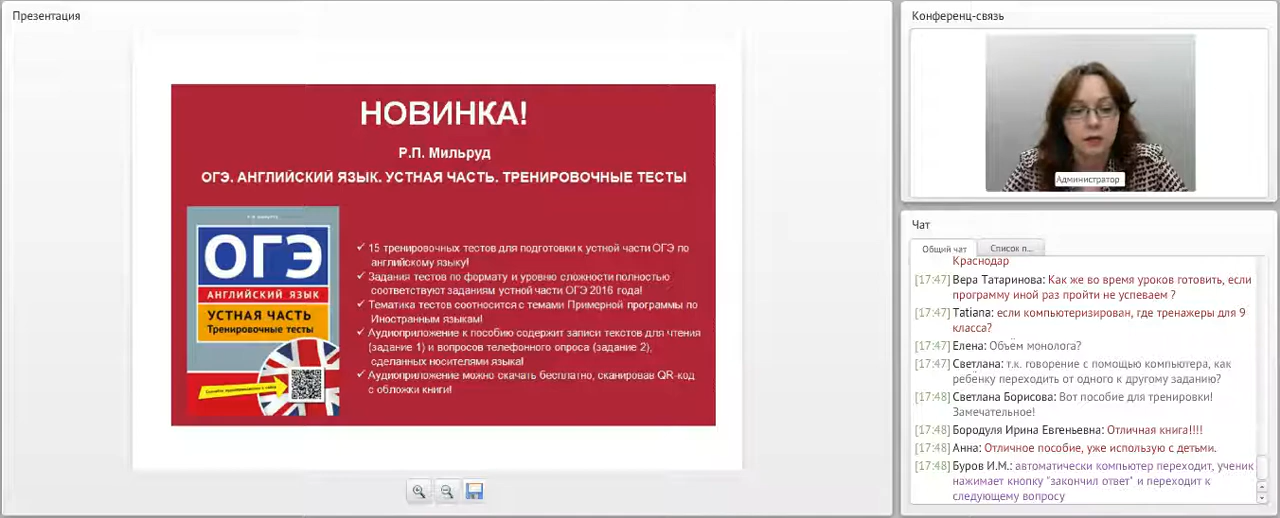 Презентация
НОВИНКА!
Р.П. Мильруд
ОГЭ. АНГЛИЙСКИЙ ЯЗЫК. УСТНАЯ ЧАСТЬ. ТРЕНИРОВОЧНЫЕ ТЕСТЫ
ОГЭ
АНГЛИЙСКИЙ ЯЗЫК
УСТНАЯ ЧАСТЬ
Тренировочные тесты
✓ 15 тренировочных тестов для подготовки к устной части ОГЭ по
английскому языку!
✓ Задания тестов по формату и уровню сложности полностью
соответствуют заданиям устной части ОГЭ 2016 года!
✓ Тематика тестов соотносится с темами Примерной программы по
Иностранным языкам!
✓ Аудиоприложение к пособию содержит записи текстов для чтения
(задание 1) и вопросов телефонного опроса (задание 2),
сделанных носителями языка!
✓ Аудиоприложение можно скачать бесплатно, сканировав QR-код
с обложки книги!
Конференц-связь
Администратор
Чат
Общий чат
Список п...
Краснодар
[17:47] Вера Татаринова: Как же во время уроков готовить, если
программу иной раз пройти не успеваем ?
[17:47] Tatiana: если компьютеризирован, где тренажеры для 9
класса?
[17:47] Елена: Объём монолога?
[17:47] Светлана: т.к. говорение с помощью компьютера, как
ребёнку переходить от одного к другому заданию?
[17:48] Светлана Борисова: Вот пособие для тренировки!
Замечательное!
[17:48] Бородуля Ирина Евгеньевна: Отличная книга!!!!
[17:48] Анна: Отличное пособие, уже использую с детьми.
[17:48] Буров И.М.: автоматически компьютер переходит, ученик
нажимает кнопку "закончил ответ" и переходит к
следующему вопросу